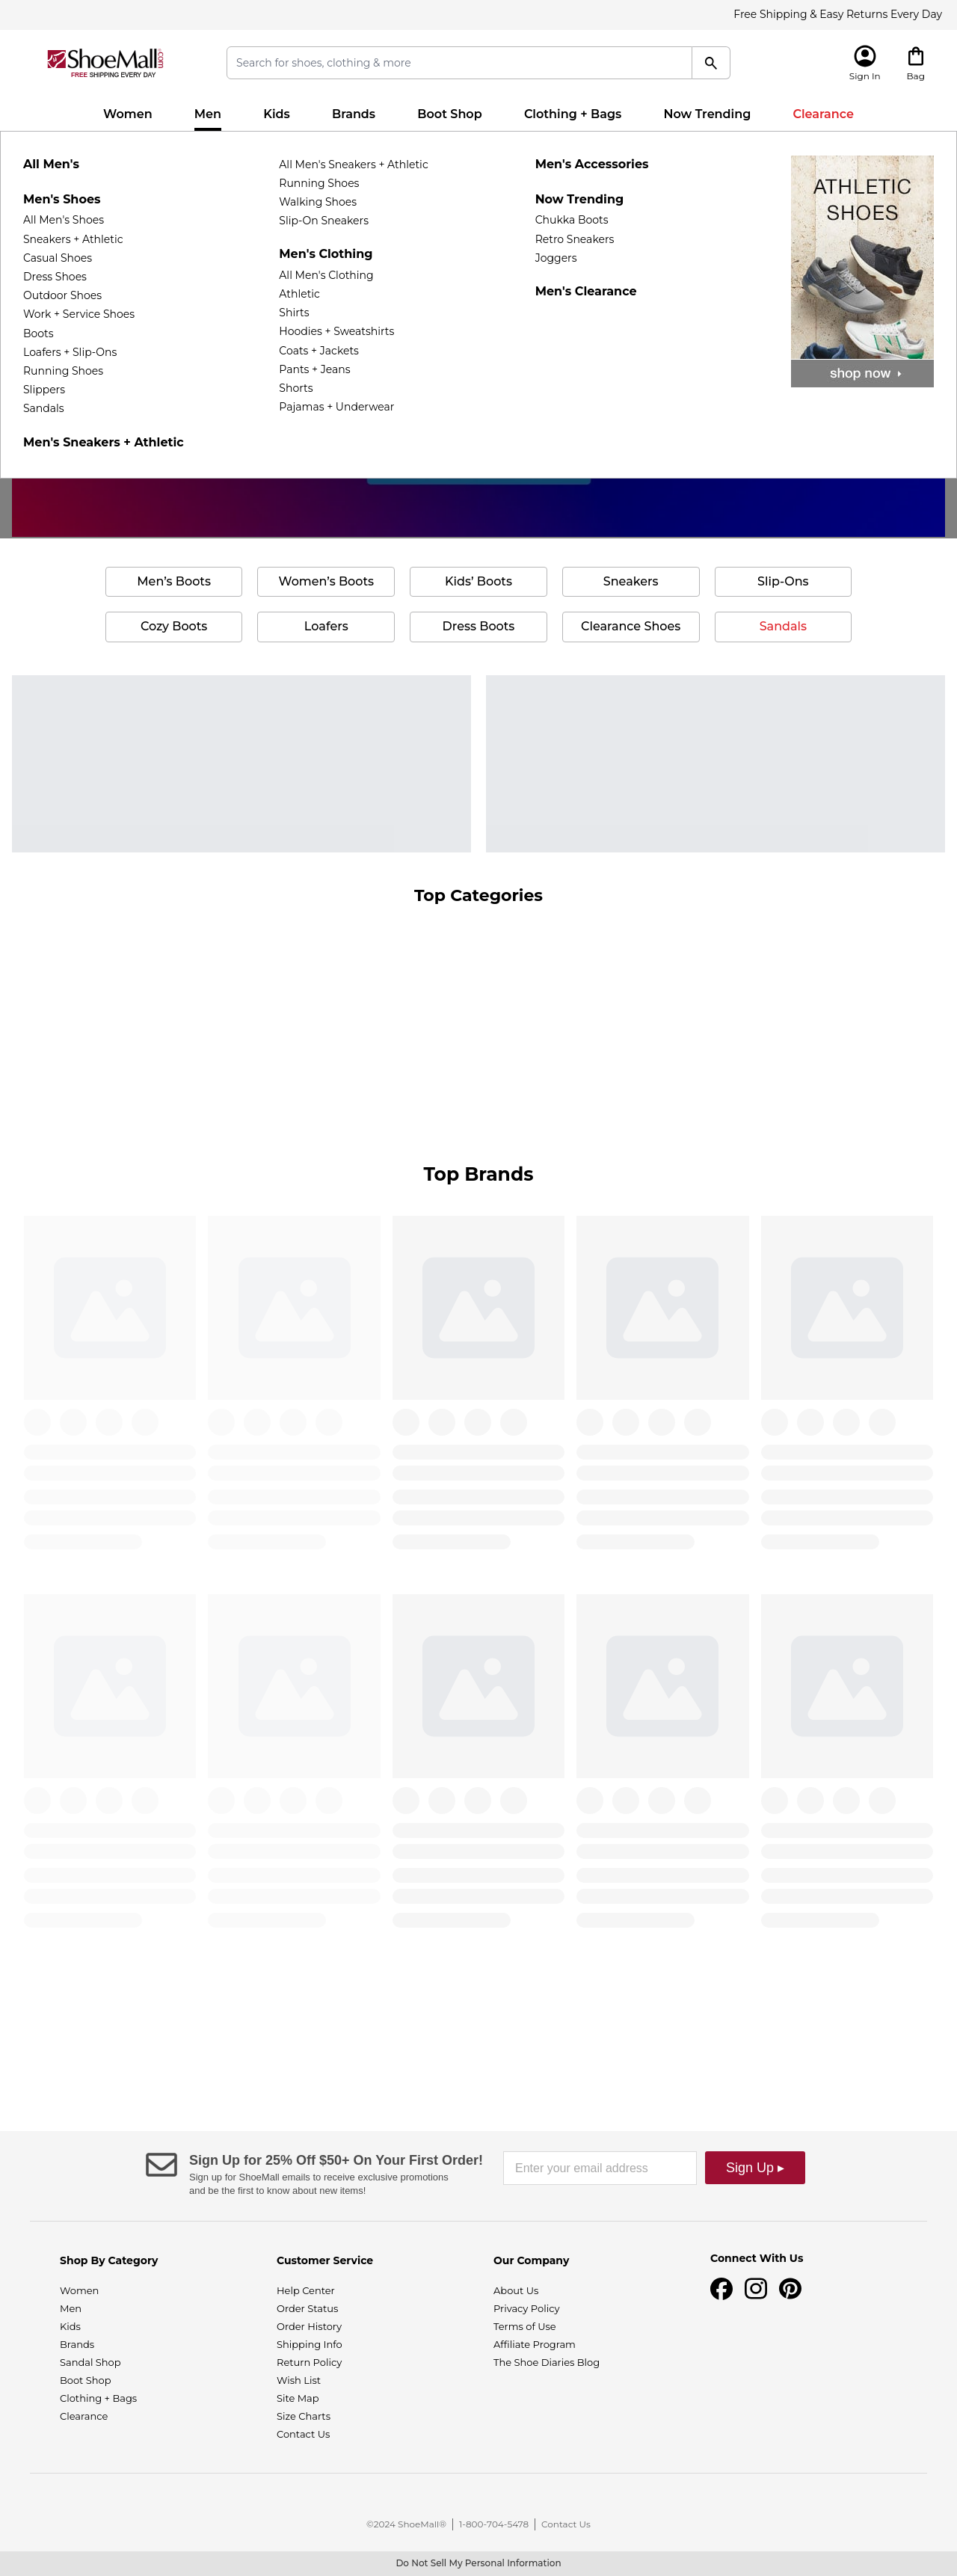 Free Shipping & Easy Returns Every Day
ShoeMall.com
FREE SHIPPING EVERY DAY
Search for shoes, clothing & more
Sign In
Bag
Women
Men
Kids
Brands
Boot Shop
Clothing + Bags
Now Trending
Clearance
All Men's
Men's Shoes
All Men's Shoes
Sneakers + Athletic
Casual Shoes
Dress Shoes
Outdoor Shoes
Work + Service Shoes
Boots
Loafers + Slip-Ons
Running Shoes
Slippers
Sandals
Men's Sneakers + Athletic
All Men's Sneakers + Athletic
Running Shoes
Walking Shoes
Slip-On Sneakers
Men's Clothing
All Men's Clothing
Athletic
Shirts
Hoodies + Sweatshirts
Coats + Jackets
Pants + Jeans
Shorts
Pajamas + Underwear
Men's Accessories
Now Trending
Chukka Boots
Retro Sneakers
Joggers
Men's Clearance
ATHLETIC
SHOES
shop now
Men’s Boots
Women’s Boots
Kids’ Boots
Sneakers
Slip-Ons
Cozy Boots
Loafers
Dress Boots
Clearance Shoes
Sandals
Top Categories
Top Brands
Sign Up for 25% Off $50+ On Your First Order!
Sign up for ShoeMall emails to receive exclusive promotions
and be the first to know about new items!
Enter your email address
Sign Up ▸
Shop By Category
Women
Men
Kids
Brands
Sandal Shop
Boot Shop
Clothing + Bags
Clearance
Customer Service
Help Center
Order Status
Order History
Shipping Info
Return Policy
Wish List
Site Map
Size Charts
Contact Us
Our Company
About Us
Privacy Policy
Terms of Use
Affiliate Program
The Shoe Diaries Blog
Connect With Us
©2024 ShoeMall®
1-800-704-5478
Contact Us
Do Not Sell My Personal Information